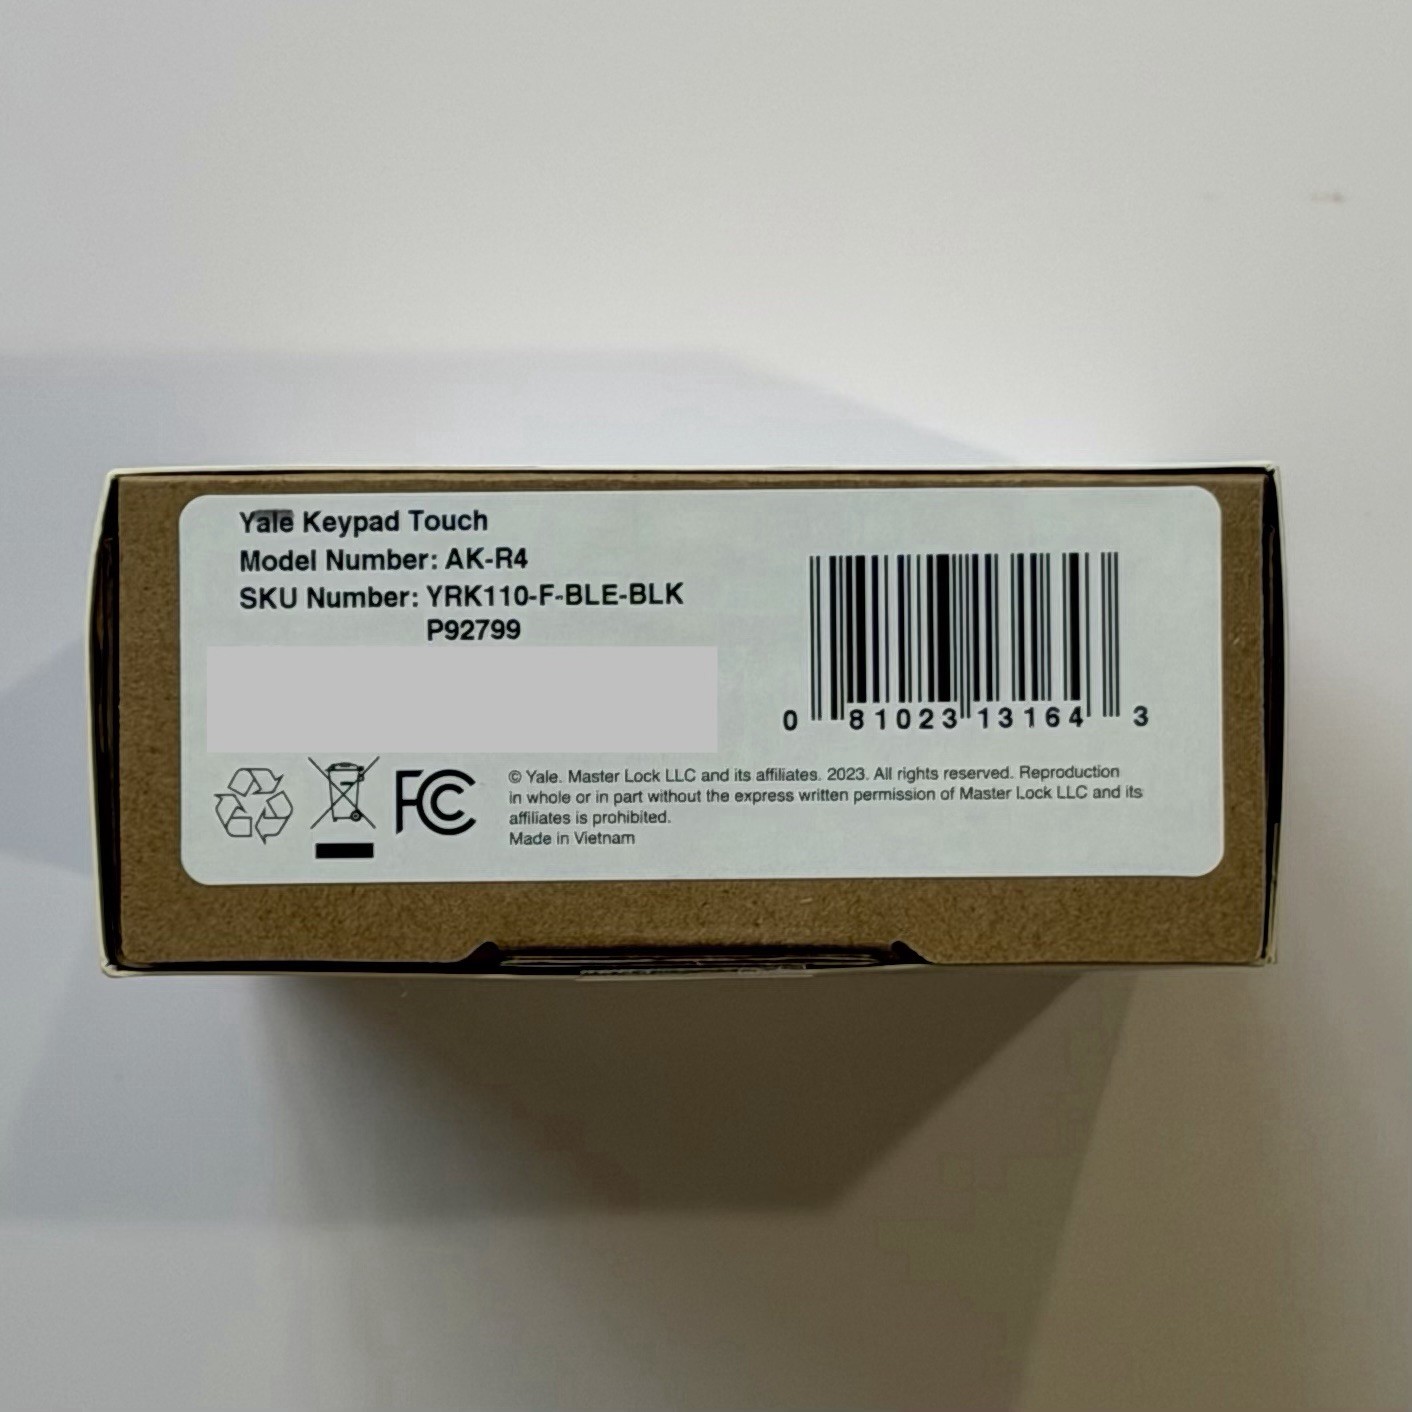 Yale Keypad Touch
Model Number: AK-R4
SKU Number: YRK110-F-BLE-BLK
P92799
0 81023 13164 3
FC
© Yale. Master Lock LLC and its affiliates. 2023. All rights reserved. Reproduction
in whole or in part without the express written permission of Master Lock LLC and its
affiliates is prohibited.
Made in Vietnam